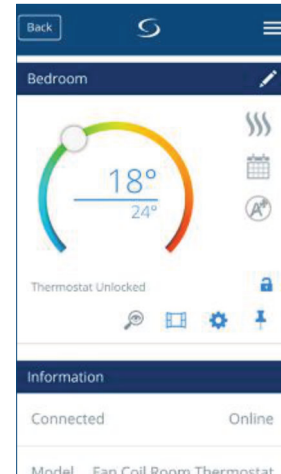 Back
Bedroom
18°
24°
Thermostat Unlocked
Information
Connected Online
Model Fan Coil Room Thermostat